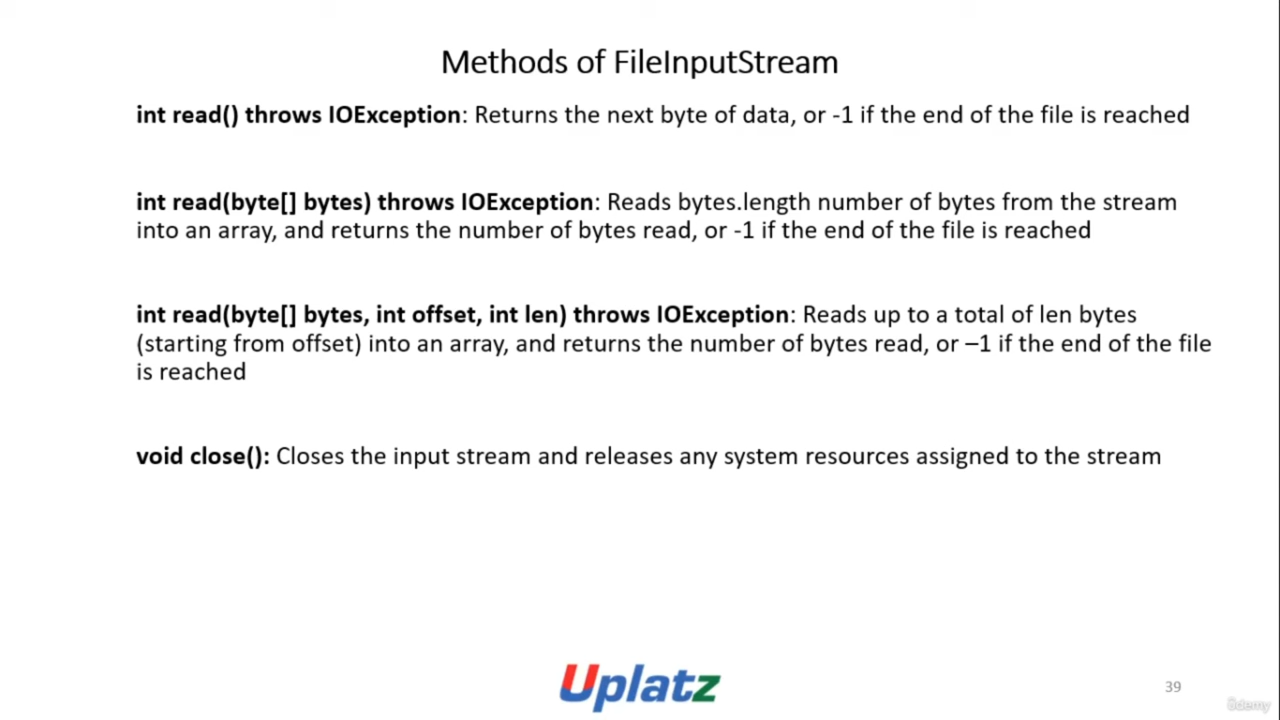 Methods of FileInputStream
int read() throws IOException: Returns the next byte of data, or -1 if the end of the file is reached
int read(byte[] bytes) throws IOException: Reads bytes.length number of bytes from the stream
into an array, and returns the number of bytes read, or -1 if the end of the file is reached
int read(byte[] bytes, int offset, int len) throws IOException: Reads up to a total of len bytes
(starting from offset) into an array, and returns the number of bytes read, or –1 if the end of the file
is reached
void close(): Closes the input stream and releases any system resources assigned to the stream
Uplatz
39
ûdemy